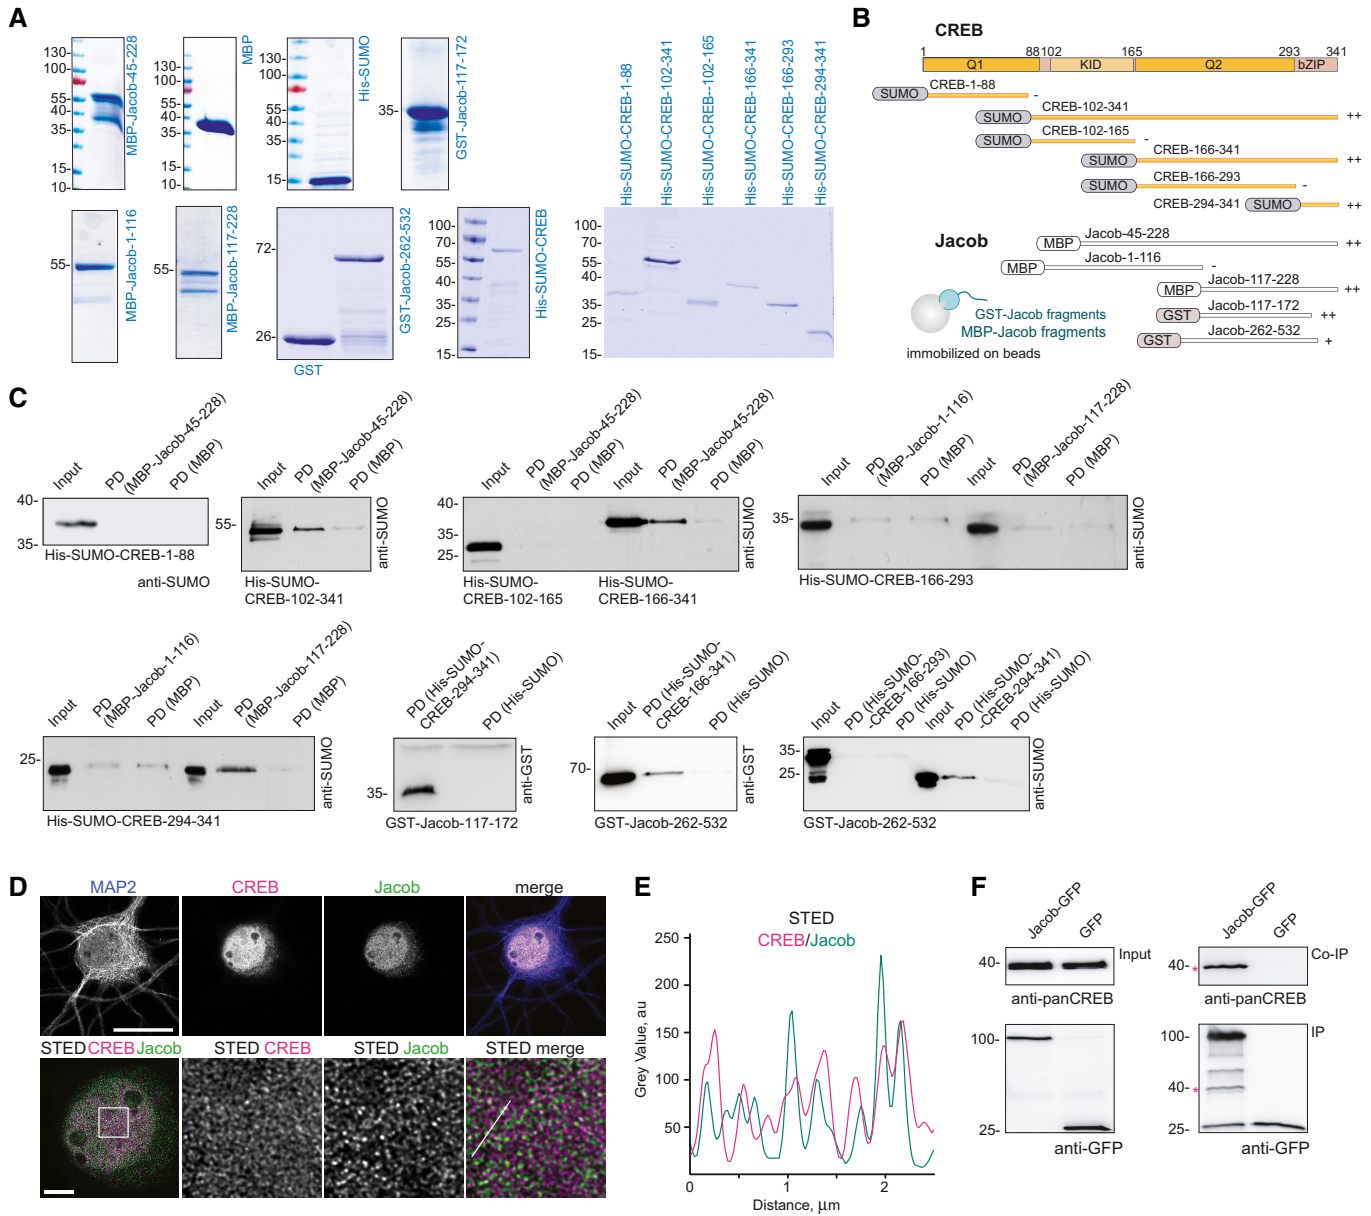 A
130-
100-
55-
40-
35-
15-
10-
MBP-Jacob-45-228
130-
100-
55-
40-
35-
15-
10-
MBP
130-
100-
55-
40-
35-
15-
His-SUMO
35-
GST-Jacob-117-172
55-
MBP-Jacob-1-116
55-
MBP-Jacob-117-228
72-
26-
GST
GST-Jacob-262-532
100-
70-
55-
40-
35-
25-
15-
His-SUMO-CREB
His-SUMO-CREB-1-88
His-SUMO-CREB-102-341
His-SUMO-CREB--102-165
His-SUMO-CREB-166-341
His-SUMO-CREB-166-293
His-SUMO-CREB-294-341
100-
70-
55-
40-
35-
25-
15-
B
CREB
1 88 102 165 293 341
Q1 KID Q2 bZIP
SUMO CREB-1-88 -
SUMO CREB-102-341 ++
SUMO CREB-102-165 -
SUMO CREB-166-341 ++
SUMO CREB-166-293 -
CREB-294-341 SUMO ++
Jacob
MBP Jacob-45-228 ++
MBP Jacob-1-116 -
MBP Jacob-117-228 ++
GST Jacob-117-172 ++
GST Jacob-262-532 +
GST-Jacob fragments
MBP-Jacob fragments
immobilized on beads
C
Input
PD (MBP-Jacob-45-228)
PD (MBP)
40-
35-
His-SUMO-CREB-1-88
anti-SUMO
Input
PD (MBP-Jacob-45-228)
PD (MBP)
55-
anti-SUMO
His-SUMO-
CREB-102-341
Input
PD (MBP-Jacob-45-228)
PD (MBP)
Input
PD (MBP-Jacob-45-228)
PD (MBP)
40-
35-
25-
anti-SUMO
His-SUMO-
CREB-102-165
His-SUMO-
CREB-166-341
Input
PD (MBP-Jacob-1-116)
PD (MBP)
Input
PD (MBP-Jacob-117-228)
PD (MBP)
35-
anti-SUMO
His-SUMO-CREB-166-293
Input
PD (MBP-Jacob-1-116)
PD (MBP)
Input
PD (MBP-Jacob-117-228)
PD (MBP)
25-
anti-SUMO
His-SUMO-CREB-294-341
PD (His-SUMO-
CREB-294-341)
PD (His-SUMO)
35-
anti-GST
GST-Jacob-117-172
Input
PD (His-SUMO-
CREB-166-341)
PD (His-SUMO)
70-
anti-GST
GST-Jacob-262-532
Input
PD (His-SUMO-
-CREB-166-293)
PD (His-SUMO)
Input
PD (His-SUMO-
-CREB-294-341)
PD (His-SUMO)
35-
25-
anti-SUMO
GST-Jacob-262-532
D
MAP2 CREB Jacob merge
STED CREB Jacob STED CREB STED Jacob STED merge
E
STED
CREB/Jacob
250
200
150
100
50
Grey Value, au
0 1 2
Distance, μm
F
Jacob-GFP
GFP
40-
Input
anti-panCREB
100-
25-
anti-GFP
Jacob-GFP
GFP
40-
*
Co-IP
anti-panCREB
100-
IP
40-
*
25-
anti-GFP